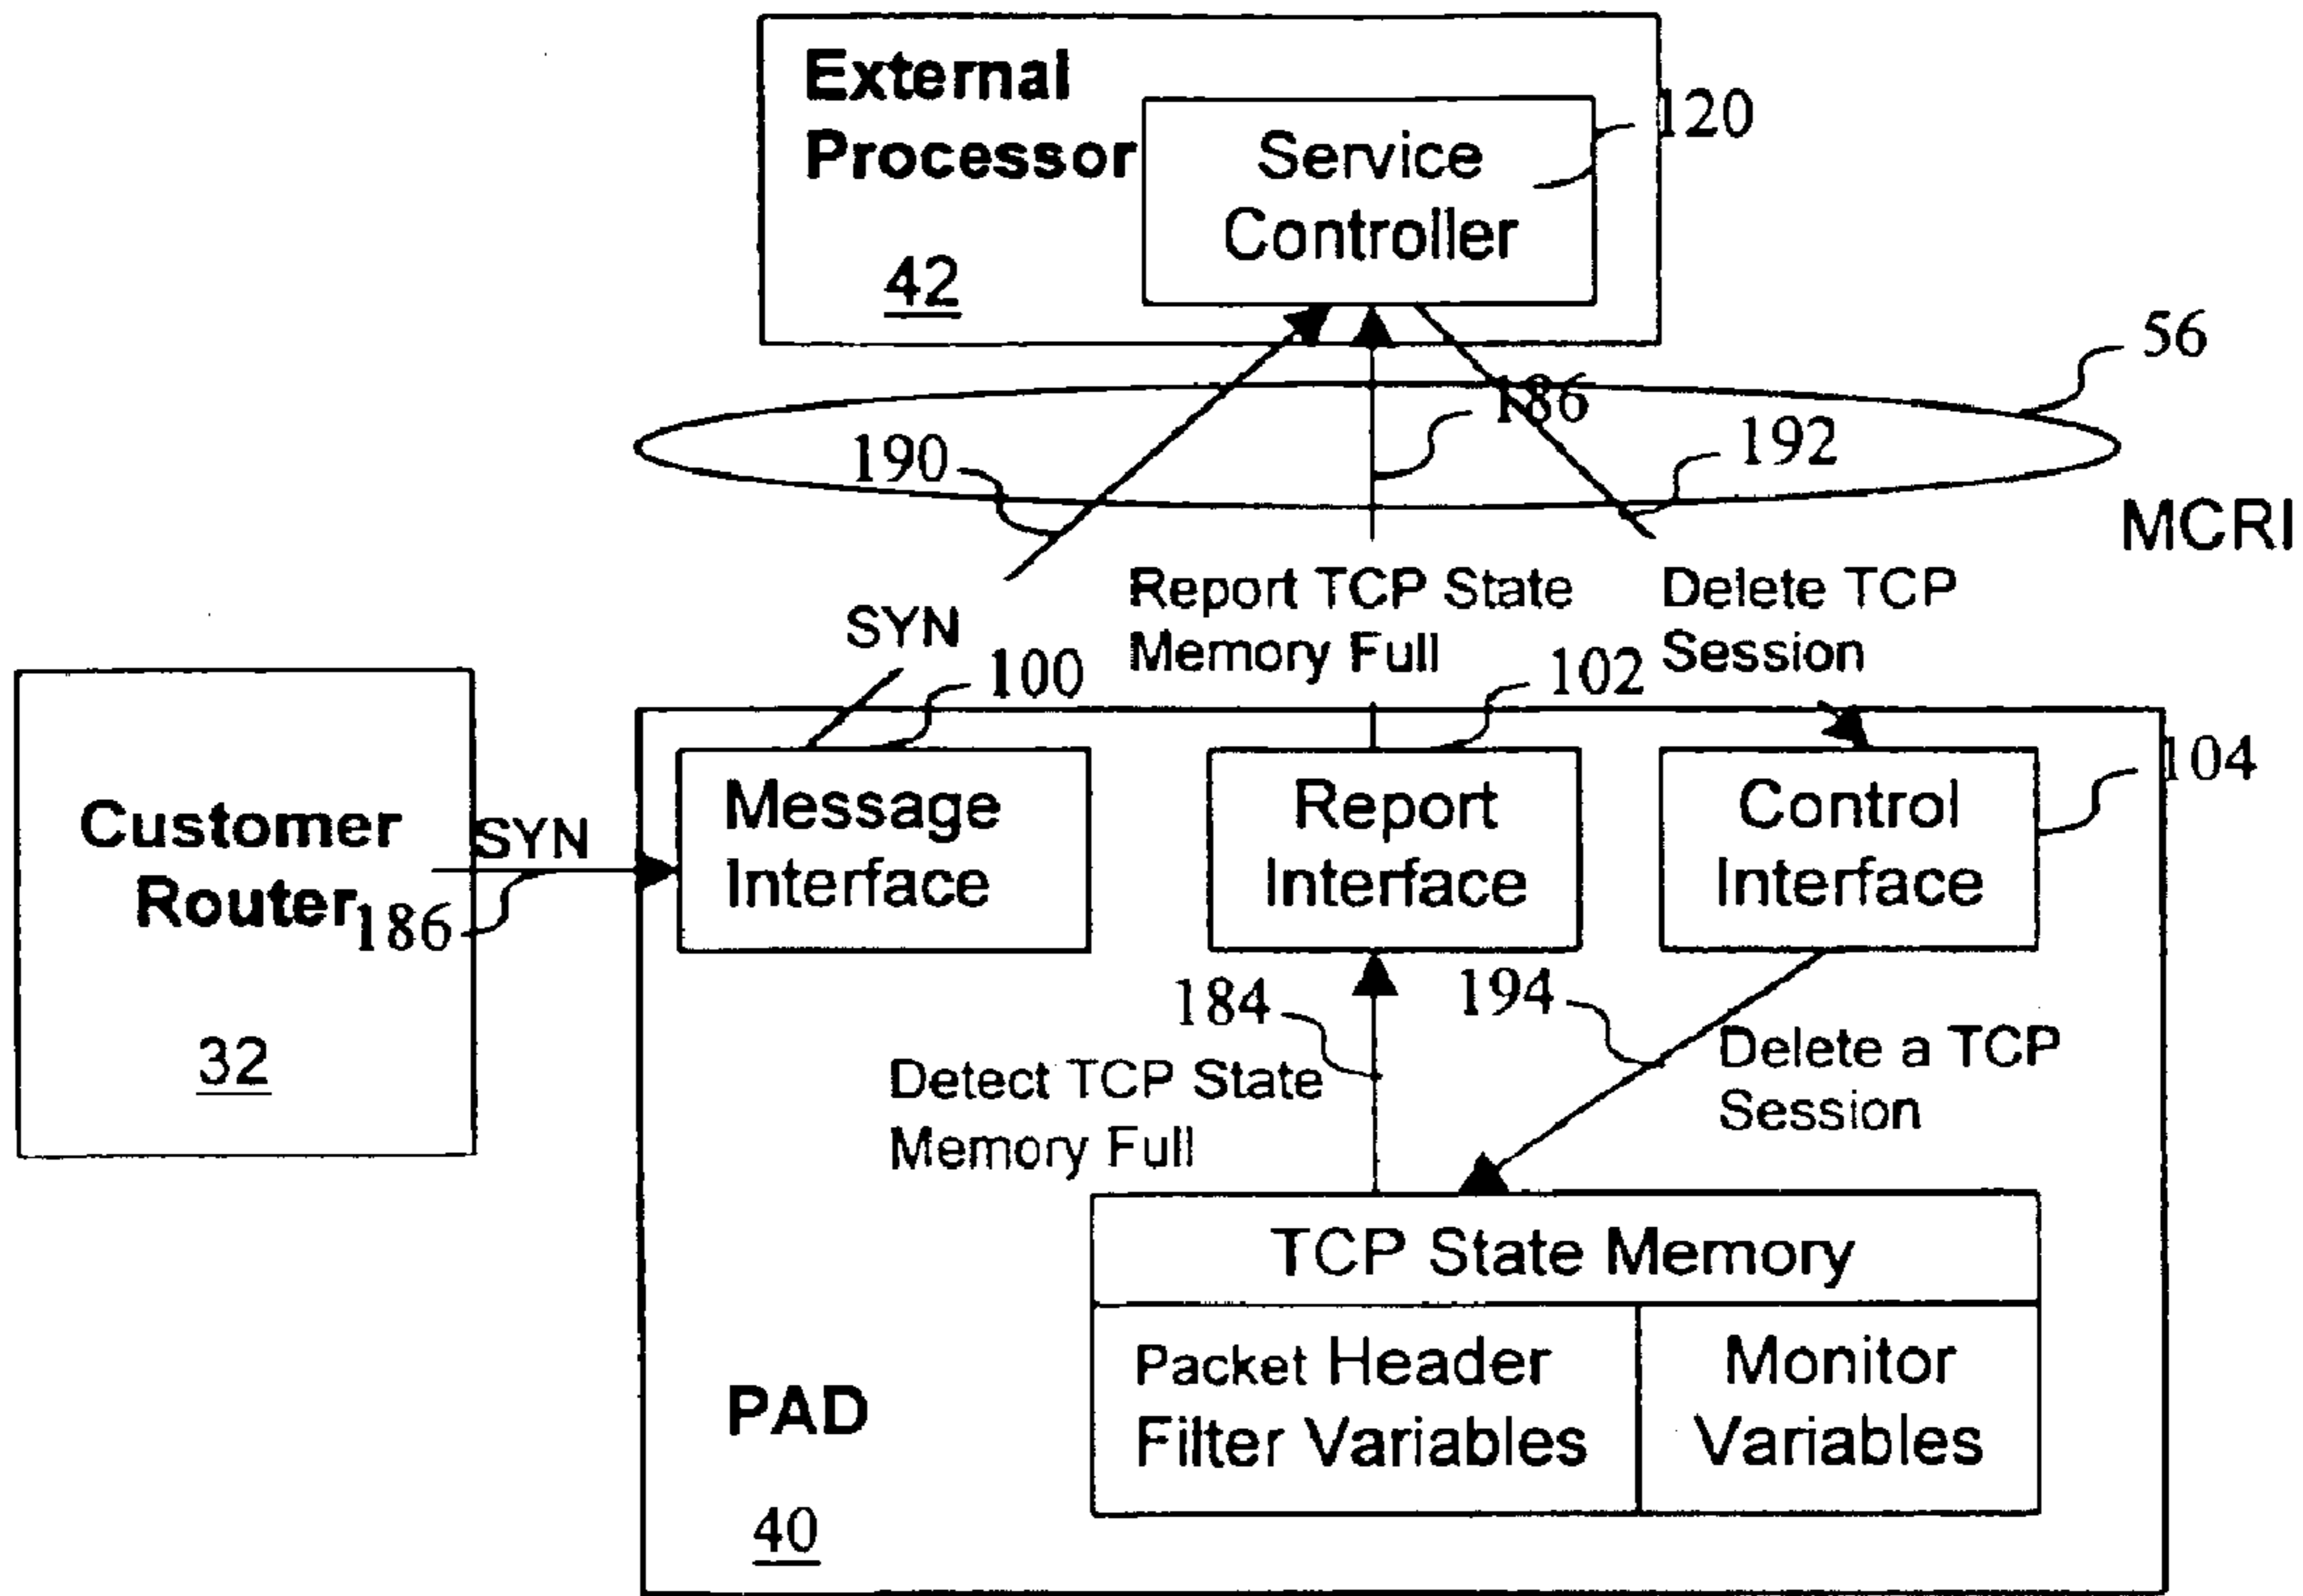 External
Processor
42
Service
Controller
120
56
186
190
192
MCRI
SYN
Report TCP State
Memory Full
Delete TCP
Session
100
102
104
Customer
Router
32
SYN
186
Message
Interface
Report
Interface
Control
Interface
184
194
Detect TCP State
Memory Full
Delete a TCP
Session
TCP State Memory
Packet Header
Filter Variables
Monitor
Variables
PAD
40